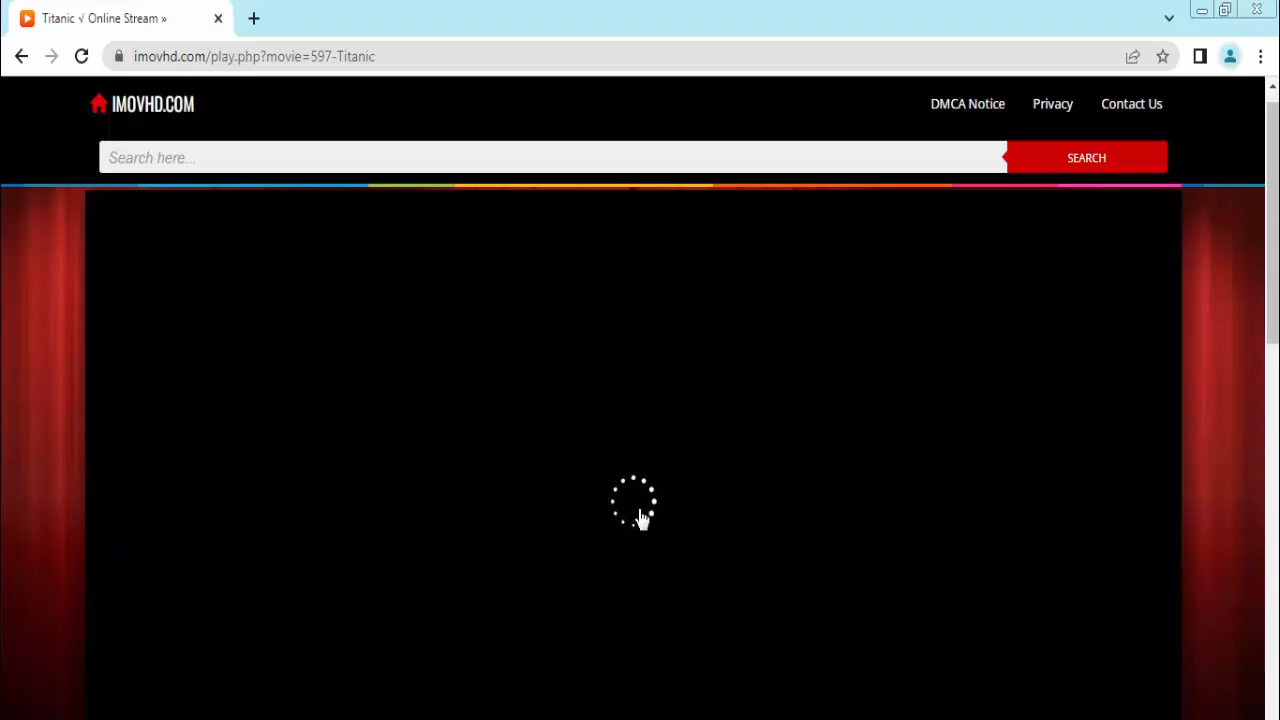 Titanic √ Online Stream »
imovhd.com/play.php?movie=597-Titanic
IMOVHD.COM
DMCA Notice
Privacy
Contact Us
Search here...
SEARCH